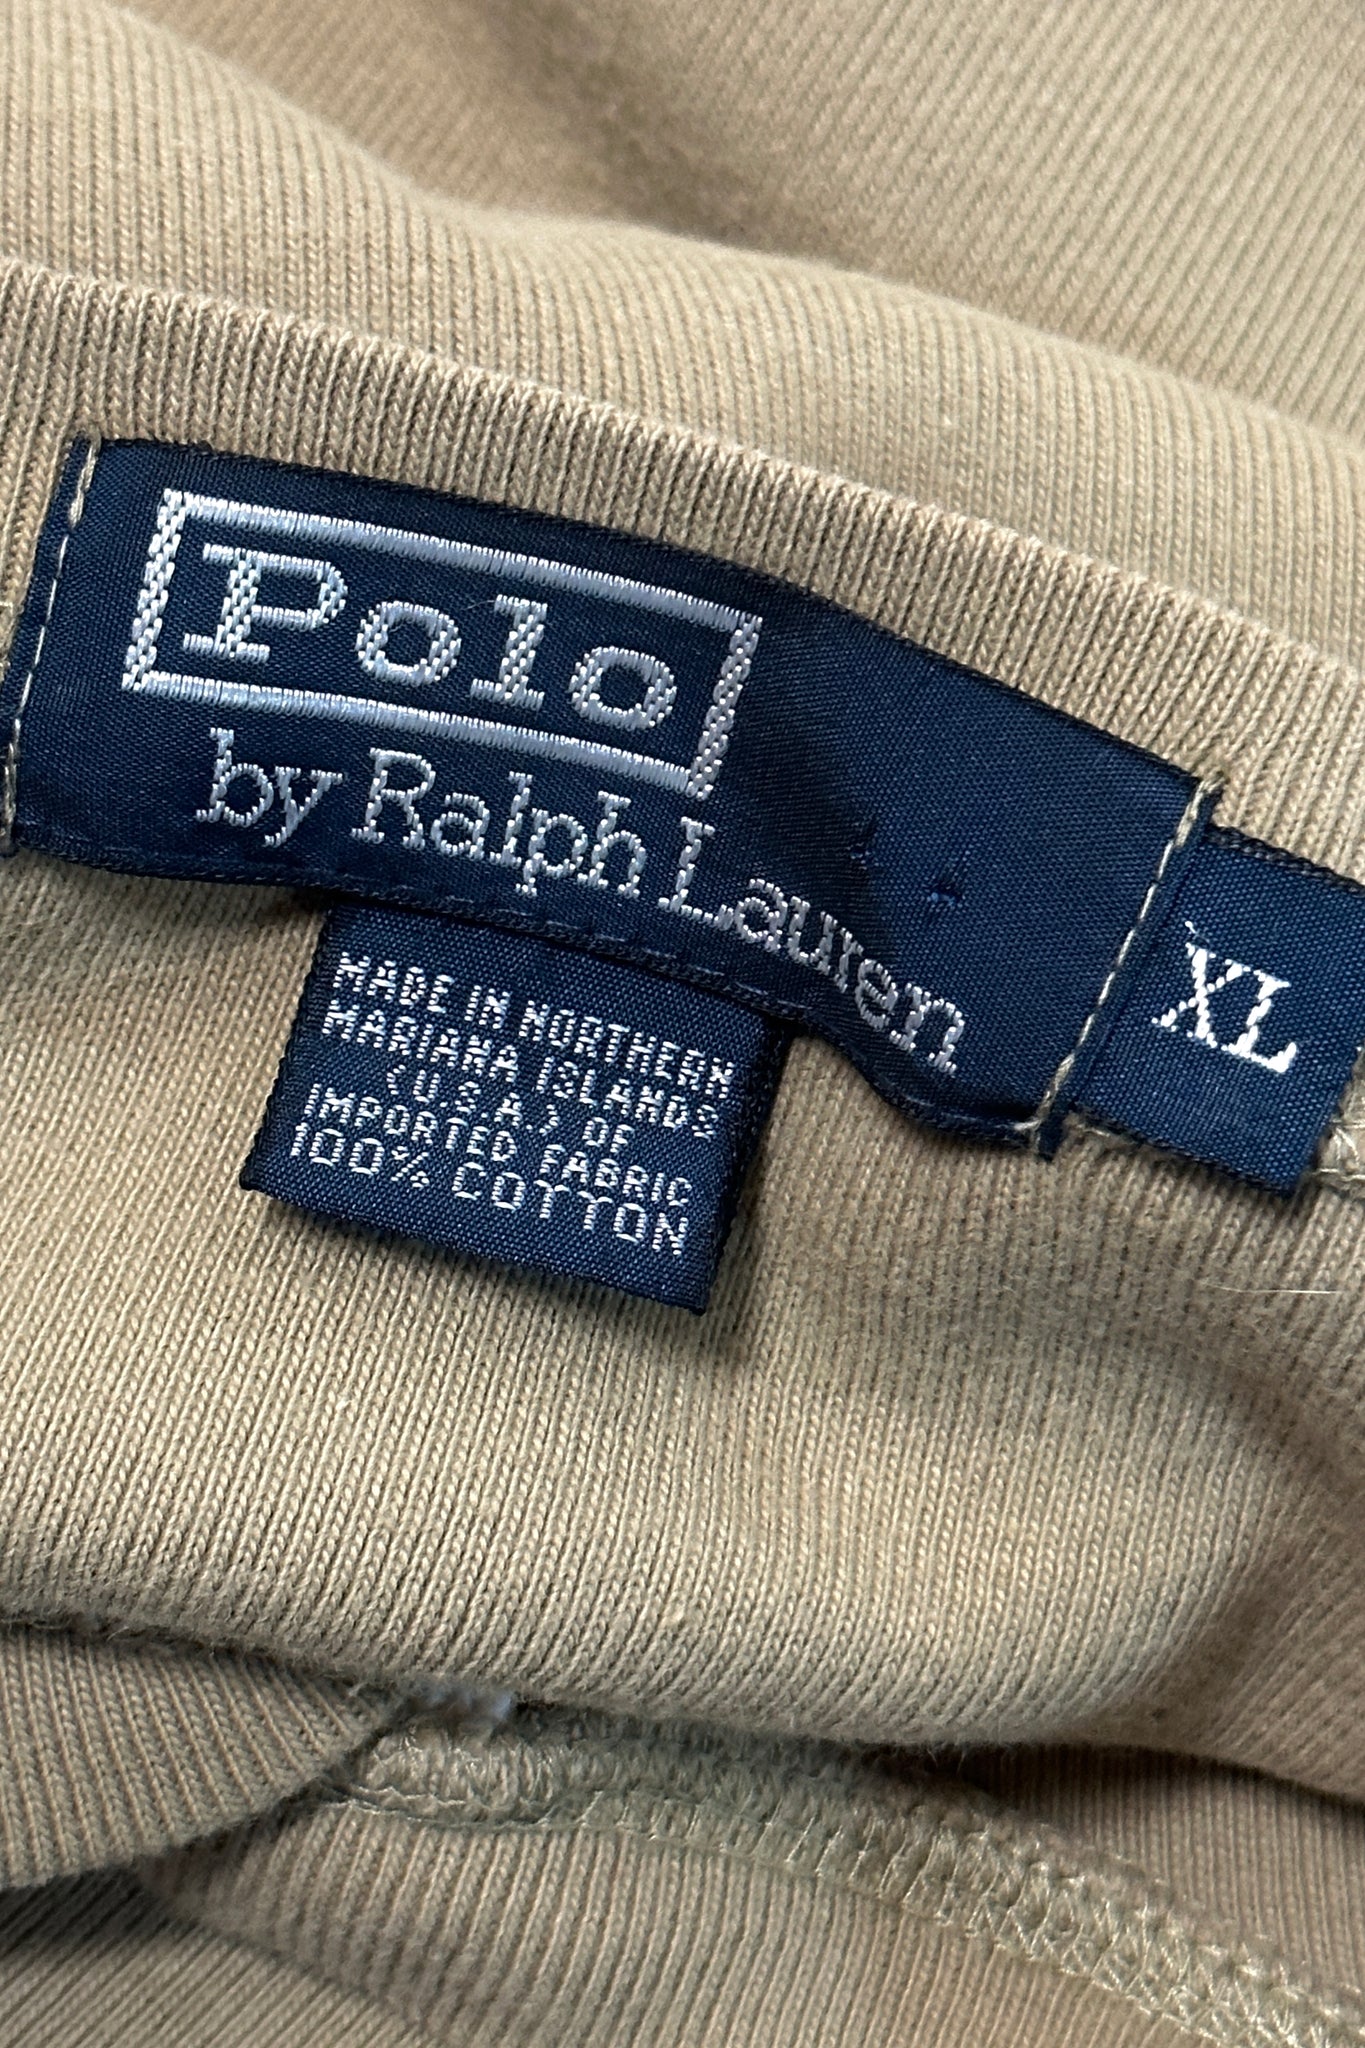 Polo
by Ralph Lauren
XL
MADE IN NORTHERN
MARIANA ISLANDS
(U.S.A.) OF
IMPORTED FABRIC
100% COTTON